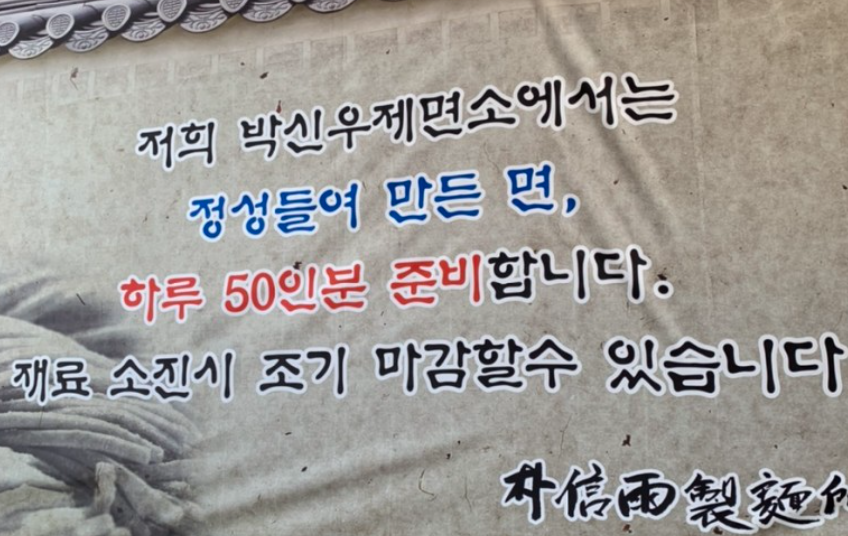 저희 박신우제면소에서는
정성들여 만든 면,
하루 50인분 준비합니다.
재료 소진시 조기 마감할수 있습니다
朴信雨製麵所